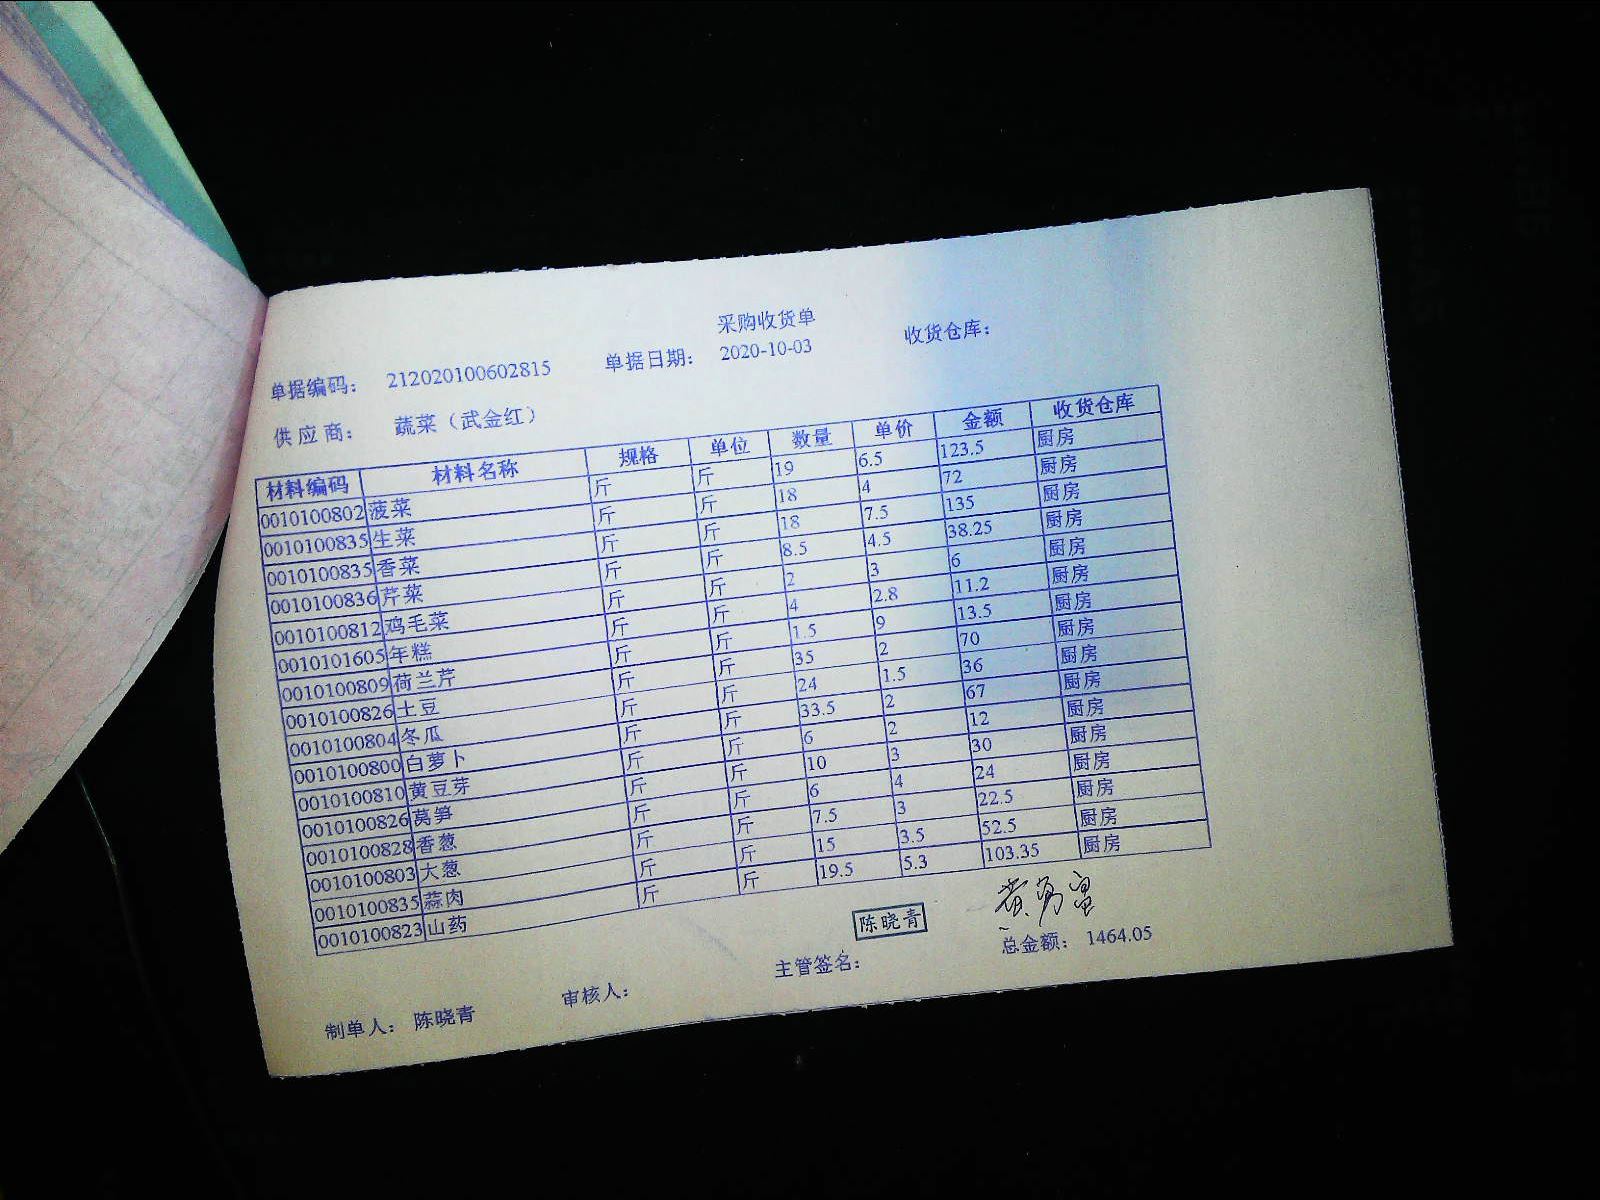 采购收货单
单据编码： 212020100602815 单据日期： 2020-10-03 收货仓库：
供应商： 蔬菜（武金红）
材料编码 材料名称 规格 单位 数量 单价 金额 收货仓库
0010100802 菠菜 斤 斤 19 6.5 123.5 厨房
0010100835 生菜 斤 斤 18 4 72 厨房
0010100835 香菜 斤 斤 18 7.5 135 厨房
0010100836 芹菜 斤 斤 8.5 4.5 38.25 厨房
0010100812 鸡毛菜 斤 斤 2 3 6 厨房
0010101605 年糕 斤 斤 4 2.8 11.2 厨房
0010100809 荷兰芹 斤 斤 1.5 9 13.5 厨房
0010100826 土豆 斤 斤 35 2 70 厨房
0010100804 冬瓜 斤 斤 24 1.5 36 厨房
0010100800 白萝卜 斤 斤 33.5 2 67 厨房
0010100810 黄豆芽 斤 斤 6 2 12 厨房
0010100826 莴笋 斤 斤 10 3 30 厨房
0010100828 香葱 斤 斤 6 4 24 厨房
0010100803 大葱 斤 斤 7.5 3 22.5 厨房
0010100835 蒜肉 斤 斤 15 3.5 52.5 厨房
0010100823 山药 斤 斤 19.5 5.3 103.35 厨房
陈晓青
制单人： 陈晓青 审核人： 主管签名： 总金额： 1464.05